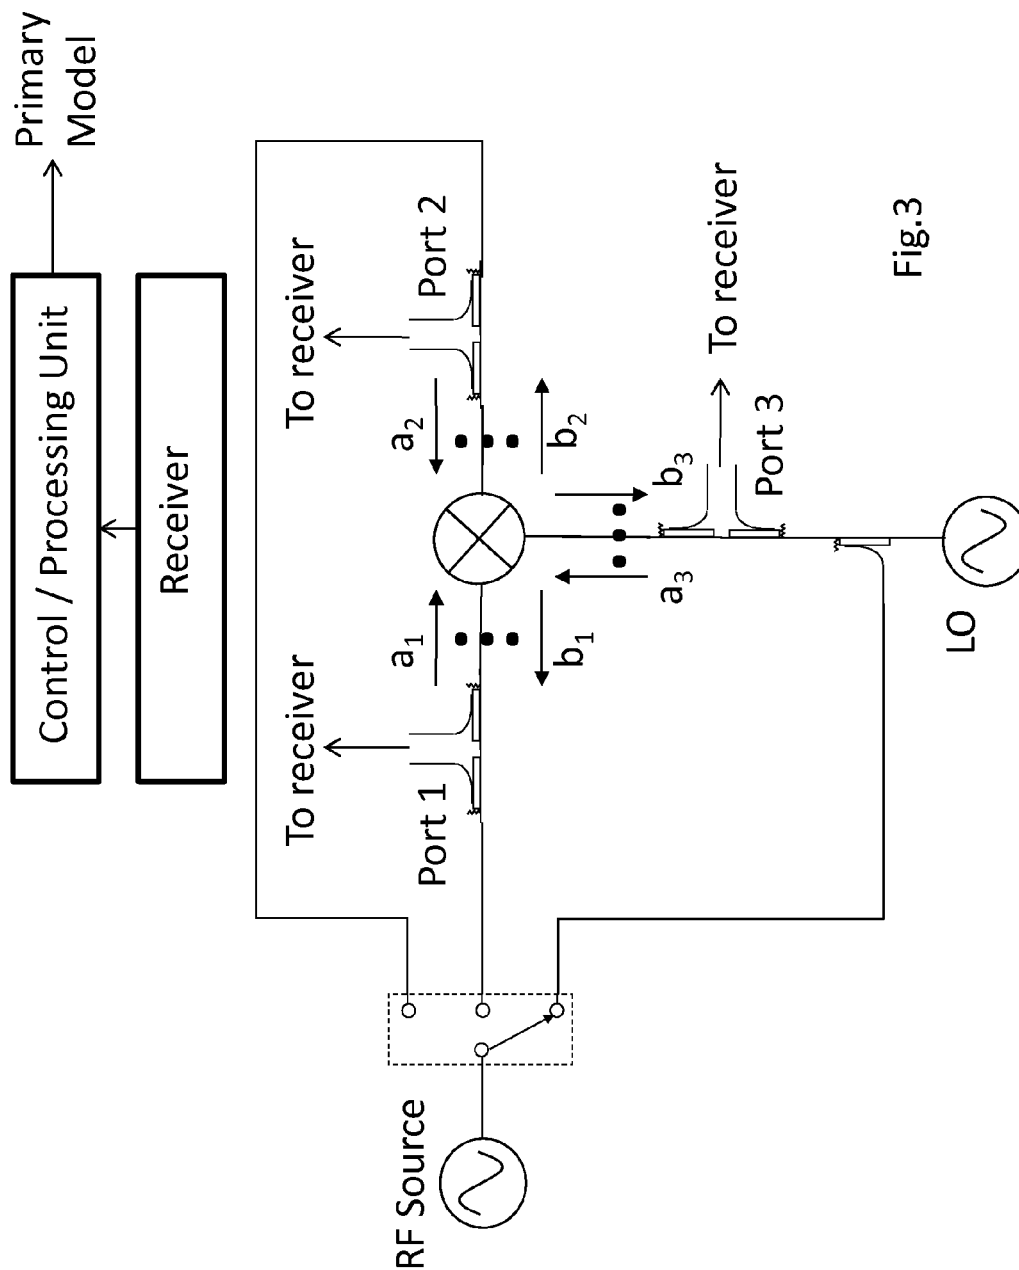 Primary
Model
Control / Processing Unit
Receiver
To receiver
To receiver
Port 1
Port 2
a1
a2
b1
b2
a3
b3
To receiver
Port 3
RF Source
LO
Fig.3